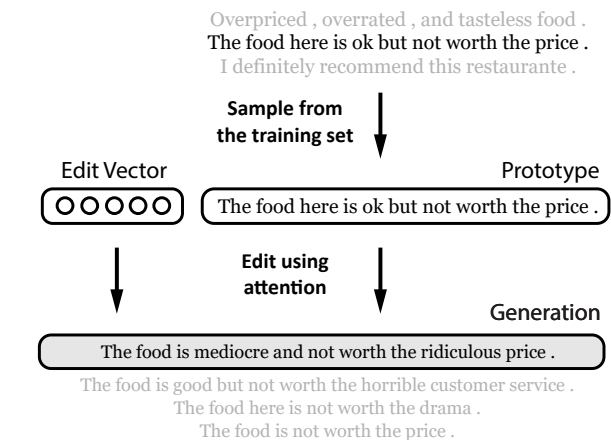 Overpriced , overrated , and tasteless food .
The food here is ok but not worth the price .
I definitely recommend this restaurante .
Sample from
the training set
Edit Vector
Prototype
The food here is ok but not worth the price .
Edit using
attention
Generation
The food is mediocre and not worth the ridiculous price .
The food is good but not worth the horrible customer service .
The food here is not worth the drama .
The food is not worth the price .